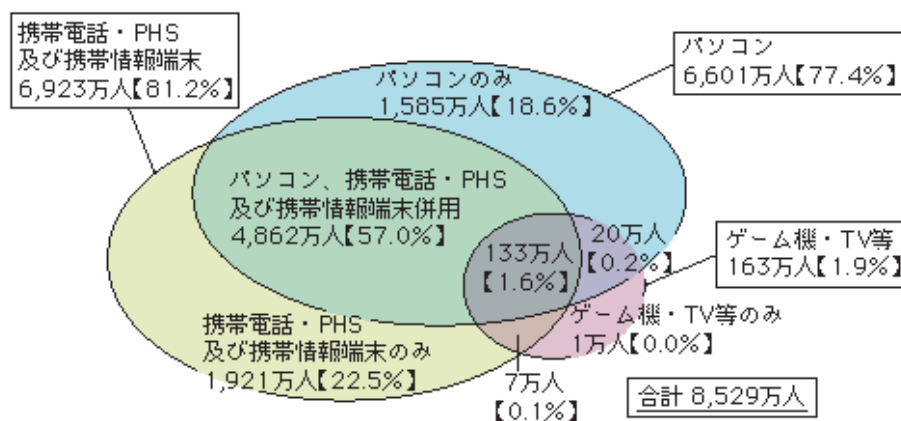 携帯電話・PHS
及び携帯情報端末
6,923万人【81.2%】
パソコン
6,601万人【77.4%】
パソコンのみ
1,585万人【18.6%】
パソコン、携帯電話・PHS
及び携帯情報端末併用
4,862万人【57.0%】
133万人
【1.6%】
20万人
【0.2%】
ゲーム機・TV等
163万人【1.9%】
携帯電話・PHS
及び携帯情報端末のみ
1,921万人【22.5%】
ゲーム機・TV等のみ
1万人【0.0%】
7万人
【0.1%】
合計 8,529万人